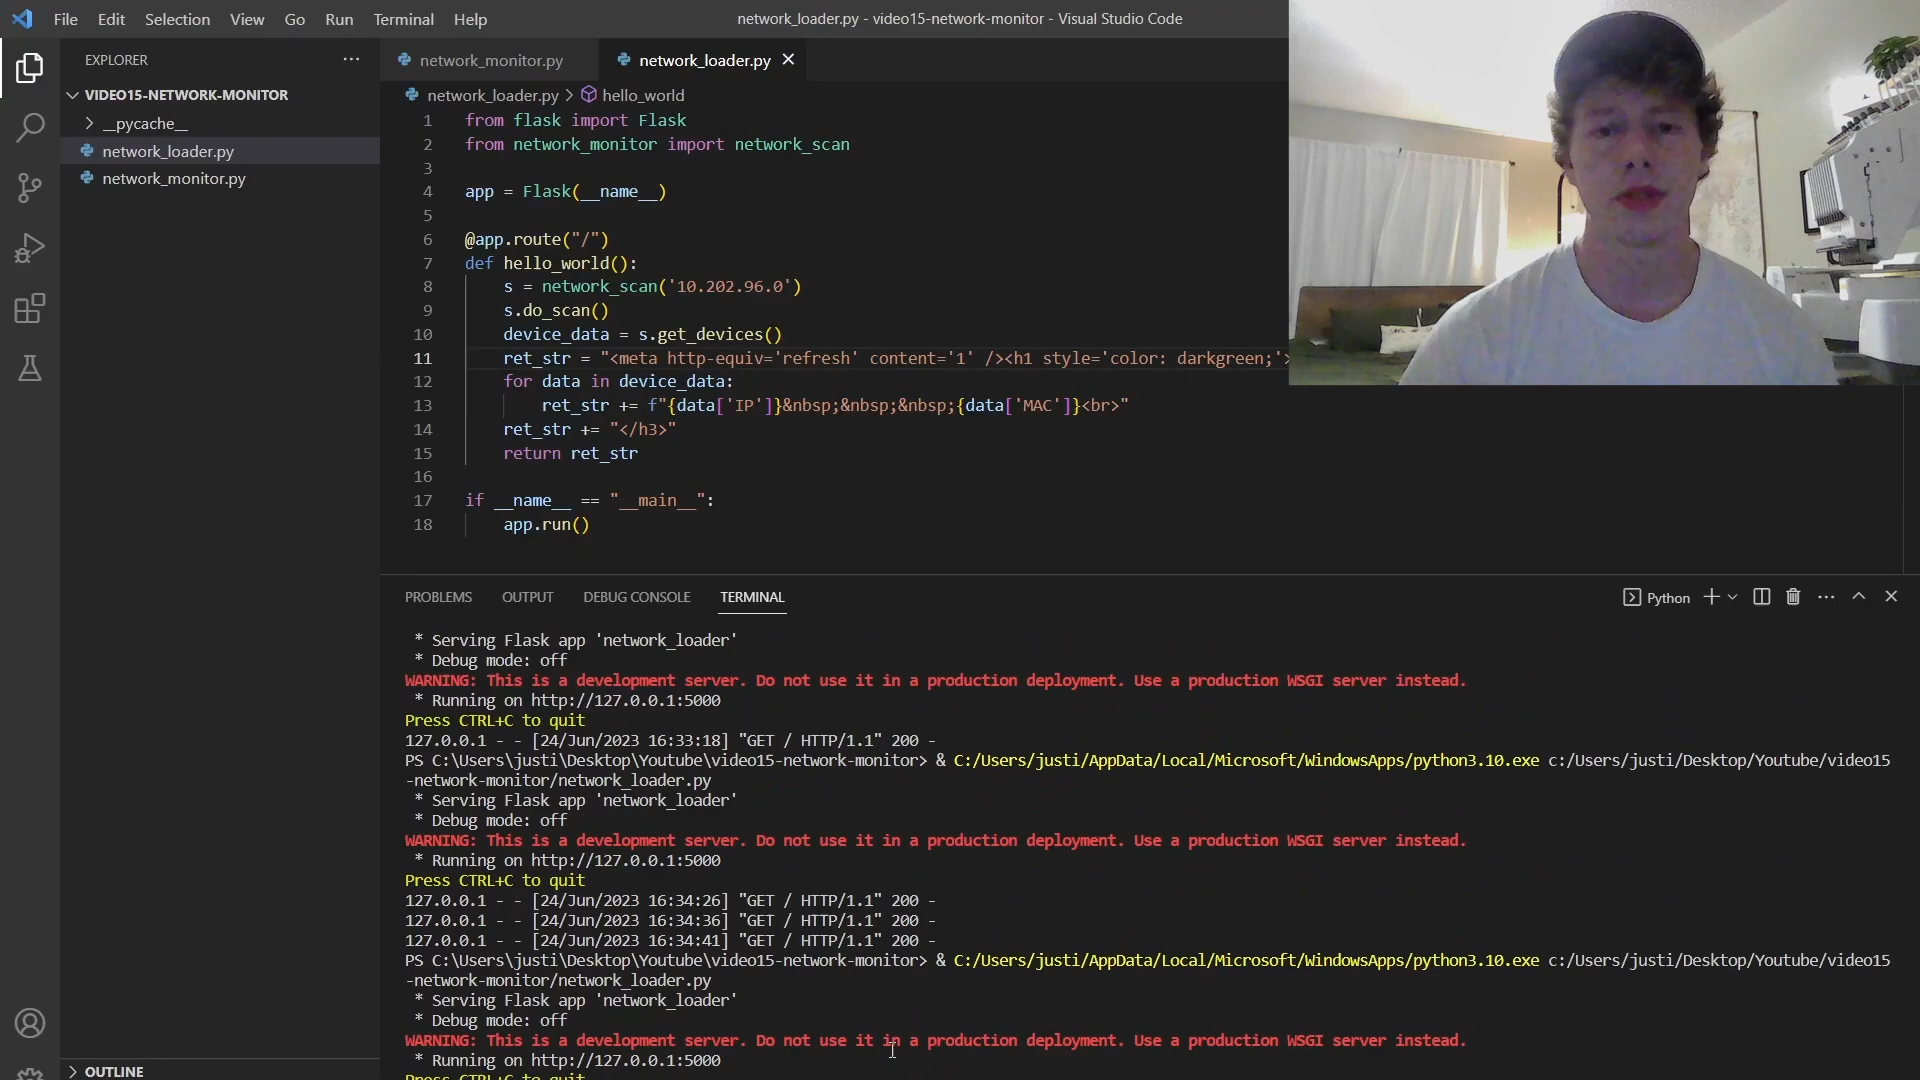 File Edit Selection View Go Run Terminal Help
network_loader.py - video15-network-monitor - Visual Studio Code
EXPLORER
VIDEO15-NETWORK-MONITOR
__pycache__
network_loader.py
network_monitor.py
OUTLINE
network_monitor.py
network_loader.py
network_loader.py > hello_world
1 from flask import Flask
2 from network_monitor import network_scan
3
4 app = Flask(__name__)
5
6 @app.route("/")
7 def hello_world():
8 s = network_scan('10.202.96.0')
9 s.do_scan()
10 device_data = s.get_devices()
11 ret_str = "<meta http-equiv='refresh' content='1' /><h1 style='color: darkgreen;'>
12 for data in device_data:
13 ret_str += f"{data['IP']}&nbsp;&nbsp;&nbsp;{data['MAC']}<br>"
14 ret_str += "</h3>"
15 return ret_str
16
17 if __name__ == "__main__":
18 app.run()
PROBLEMS OUTPUT DEBUG CONSOLE TERMINAL
Python
* Serving Flask app 'network_loader'
* Debug mode: off
WARNING: This is a development server. Do not use it in a production deployment. Use a production WSGI server instead.
* Running on http://127.0.0.1:5000
Press CTRL+C to quit
127.0.0.1 - - [24/Jun/2023 16:33:18] "GET / HTTP/1.1" 200 -
PS C:\Users\justi\Desktop\Youtube\video15-network-monitor> & C:/Users/justi/AppData/Local/Microsoft/WindowsApps/python3.10.exe c:/Users/justi/Desktop/Youtube/video15
-network-monitor/network_loader.py
* Serving Flask app 'network_loader'
* Debug mode: off
WARNING: This is a development server. Do not use it in a production deployment. Use a production WSGI server instead.
* Running on http://127.0.0.1:5000
Press CTRL+C to quit
127.0.0.1 - - [24/Jun/2023 16:34:26] "GET / HTTP/1.1" 200 -
127.0.0.1 - - [24/Jun/2023 16:34:36] "GET / HTTP/1.1" 200 -
127.0.0.1 - - [24/Jun/2023 16:34:41] "GET / HTTP/1.1" 200 -
PS C:\Users\justi\Desktop\Youtube\video15-network-monitor> & C:/Users/justi/AppData/Local/Microsoft/WindowsApps/python3.10.exe c:/Users/justi/Desktop/Youtube/video15
-network-monitor/network_loader.py
* Serving Flask app 'network_loader'
* Debug mode: off
WARNING: This is a development server. Do not use it in a production deployment. Use a production WSGI server instead.
* Running on http://127.0.0.1:5000
Press CTRL+C to quit